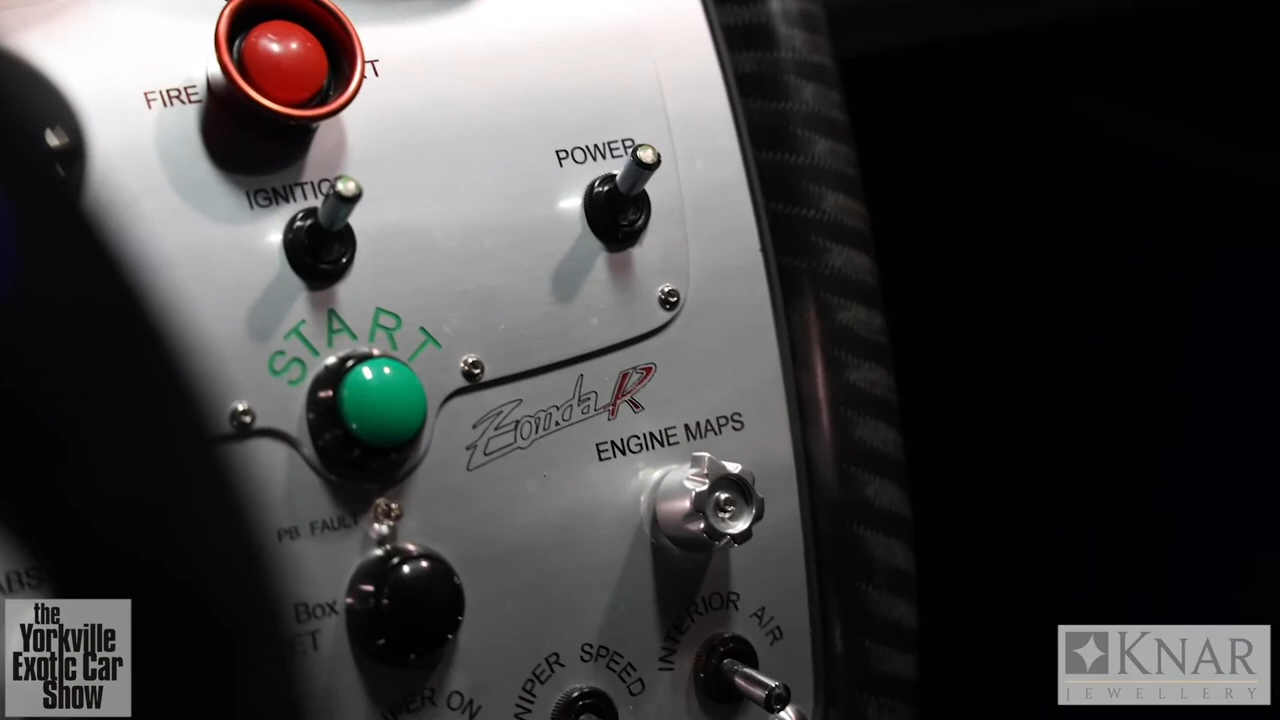 FIRE
POWER
IGNITION
START
Zonda R
ENGINE MAPS
PB FAULT
Box
INTERIOR AIR
WIPER SPEED
the
Yorkville
Exotic Car
Show
KNAR
JEWELLERY